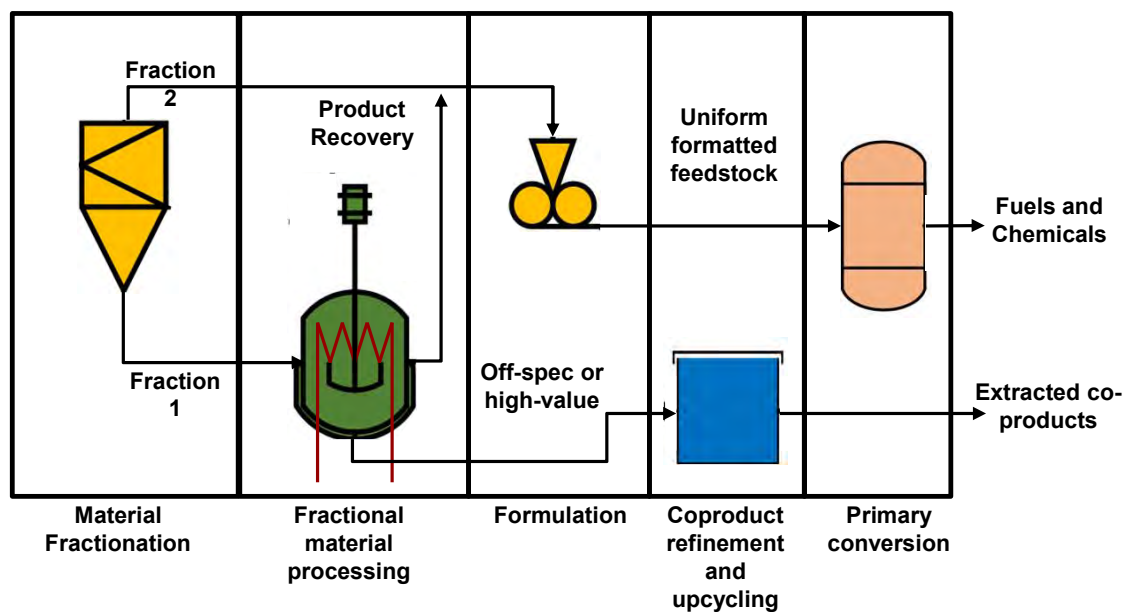 Fraction
2
Product
Recovery
Uniform
formatted
feedstock
Fuels and
Chemicals
Fraction
1
Off-spec or
high-value
Extracted co-
products
Material
Fractionation
Fractional
material
processing
Formulation
Coproduct
refinement
and
upcycling
Primary
conversion